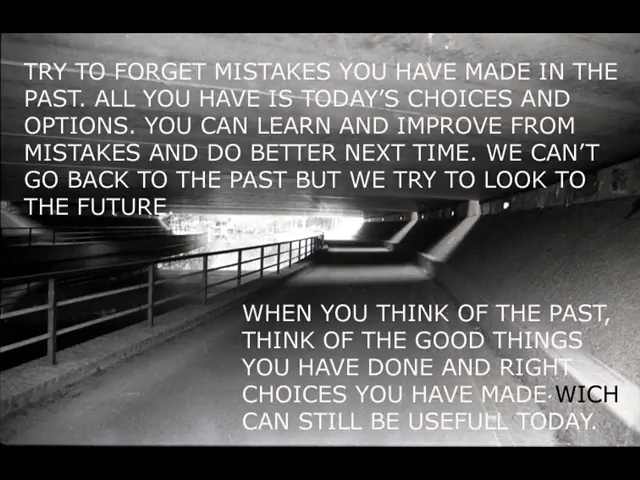 TRY TO FORGET MISTAKES YOU HAVE MADE IN THE
PAST. ALL YOU HAVE IS TODAY'S CHOICES AND
OPTIONS. YOU CAN LEARN AND IMPROVE FROM
MISTAKES AND DO BETTER NEXT TIME. WE CAN'T
GO BACK TO THE PAST BUT WE TRY TO LOOK TO
THE FUTURE.
WHEN YOU THINK OF THE PAST,
THINK OF THE GOOD THINGS
YOU HAVE DONE AND RIGHT
CHOICES YOU HAVE MADE WICH
CAN STILL BE USEFULL TODAY.